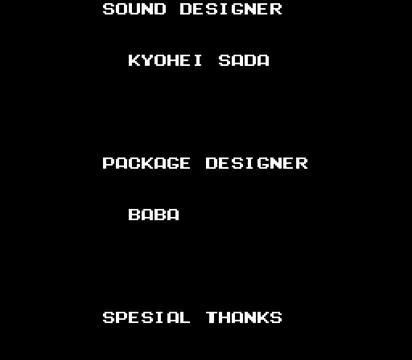 SOUND DESIGNER
KYOHEI SADA
PACKAGE DESIGNER
BABA
SPESIAL THANKS